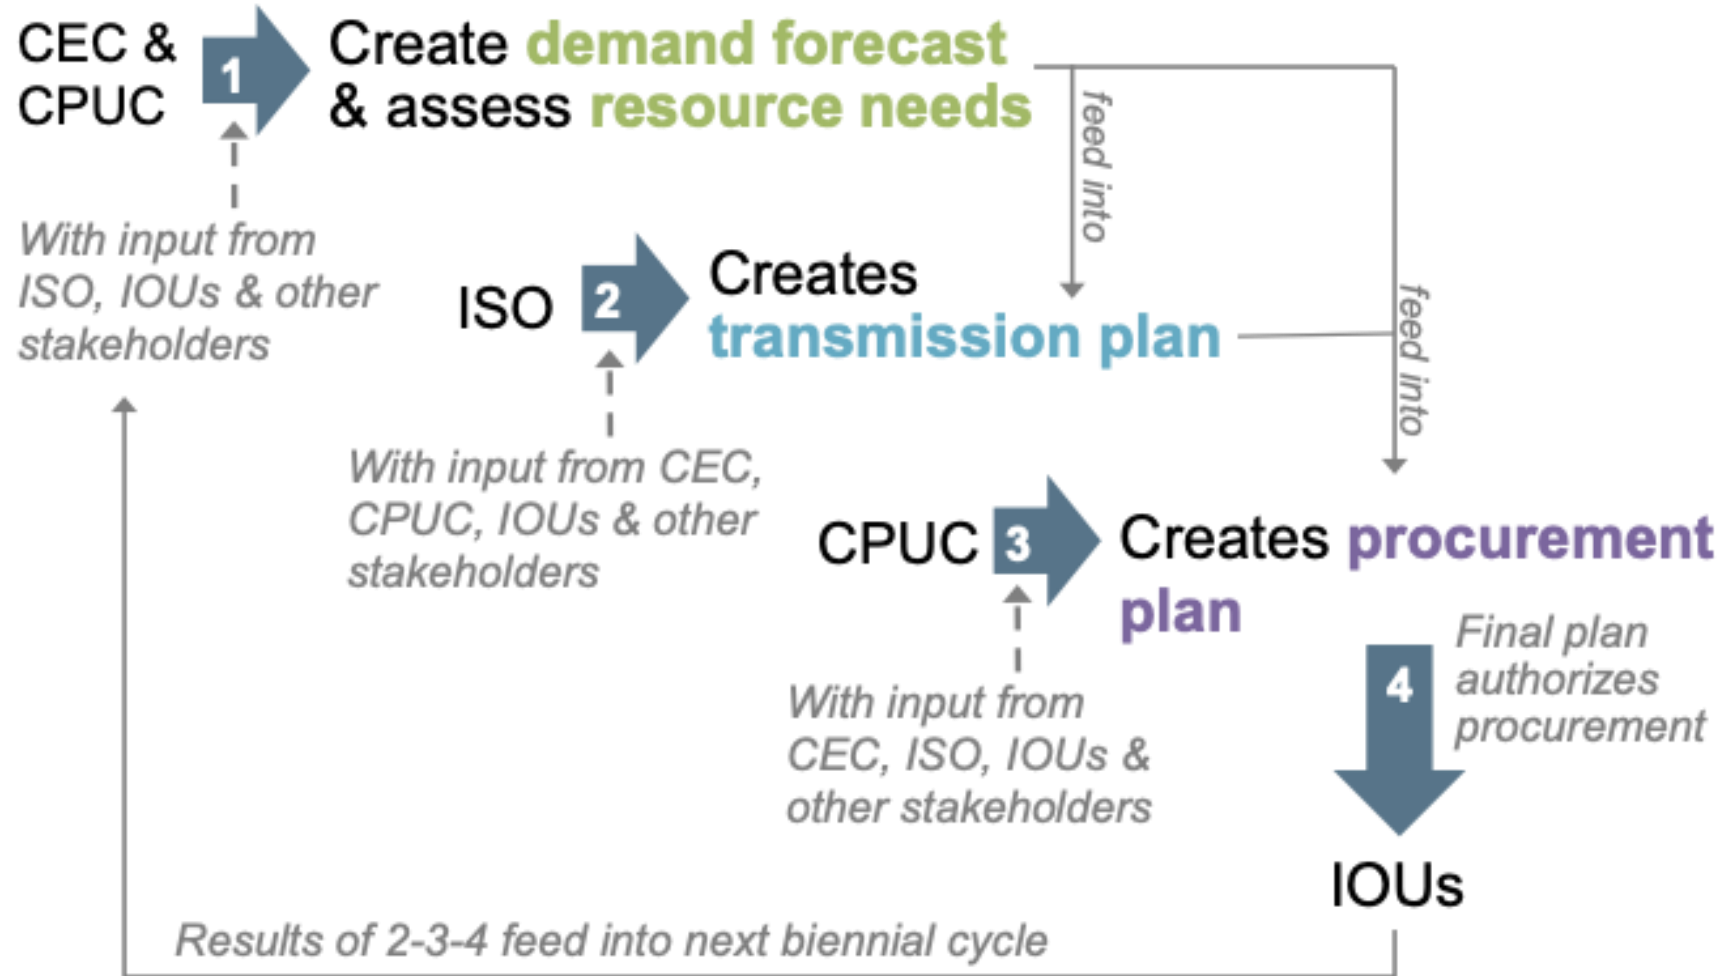 CEC &
CPUC
1
Create demand forecast
& assess resource needs
feed into
With input from
ISO, IOUs & other
stakeholders
ISO
2
Creates
transmission plan
feed into
With input from CEC,
CPUC, IOUs & other
stakeholders
CPUC
3
Creates procurement
plan
With input from
CEC, ISO, IOUs &
other stakeholders
4
Final plan
authorizes
procurement
IOUs
Results of 2-3-4 feed into next biennial cycle